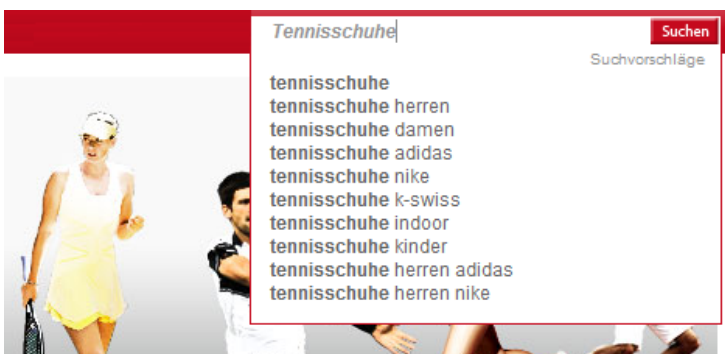 Tennisschuhe
Suchen
Suchvorschläge
tennisschuhe
tennisschuhe herren
tennisschuhe damen
tennisschuhe adidas
tennisschuhe nike
tennisschuhe k-swiss
tennisschuhe indoor
tennisschuhe kinder
tennisschuhe herren adidas
tennisschuhe herren nike